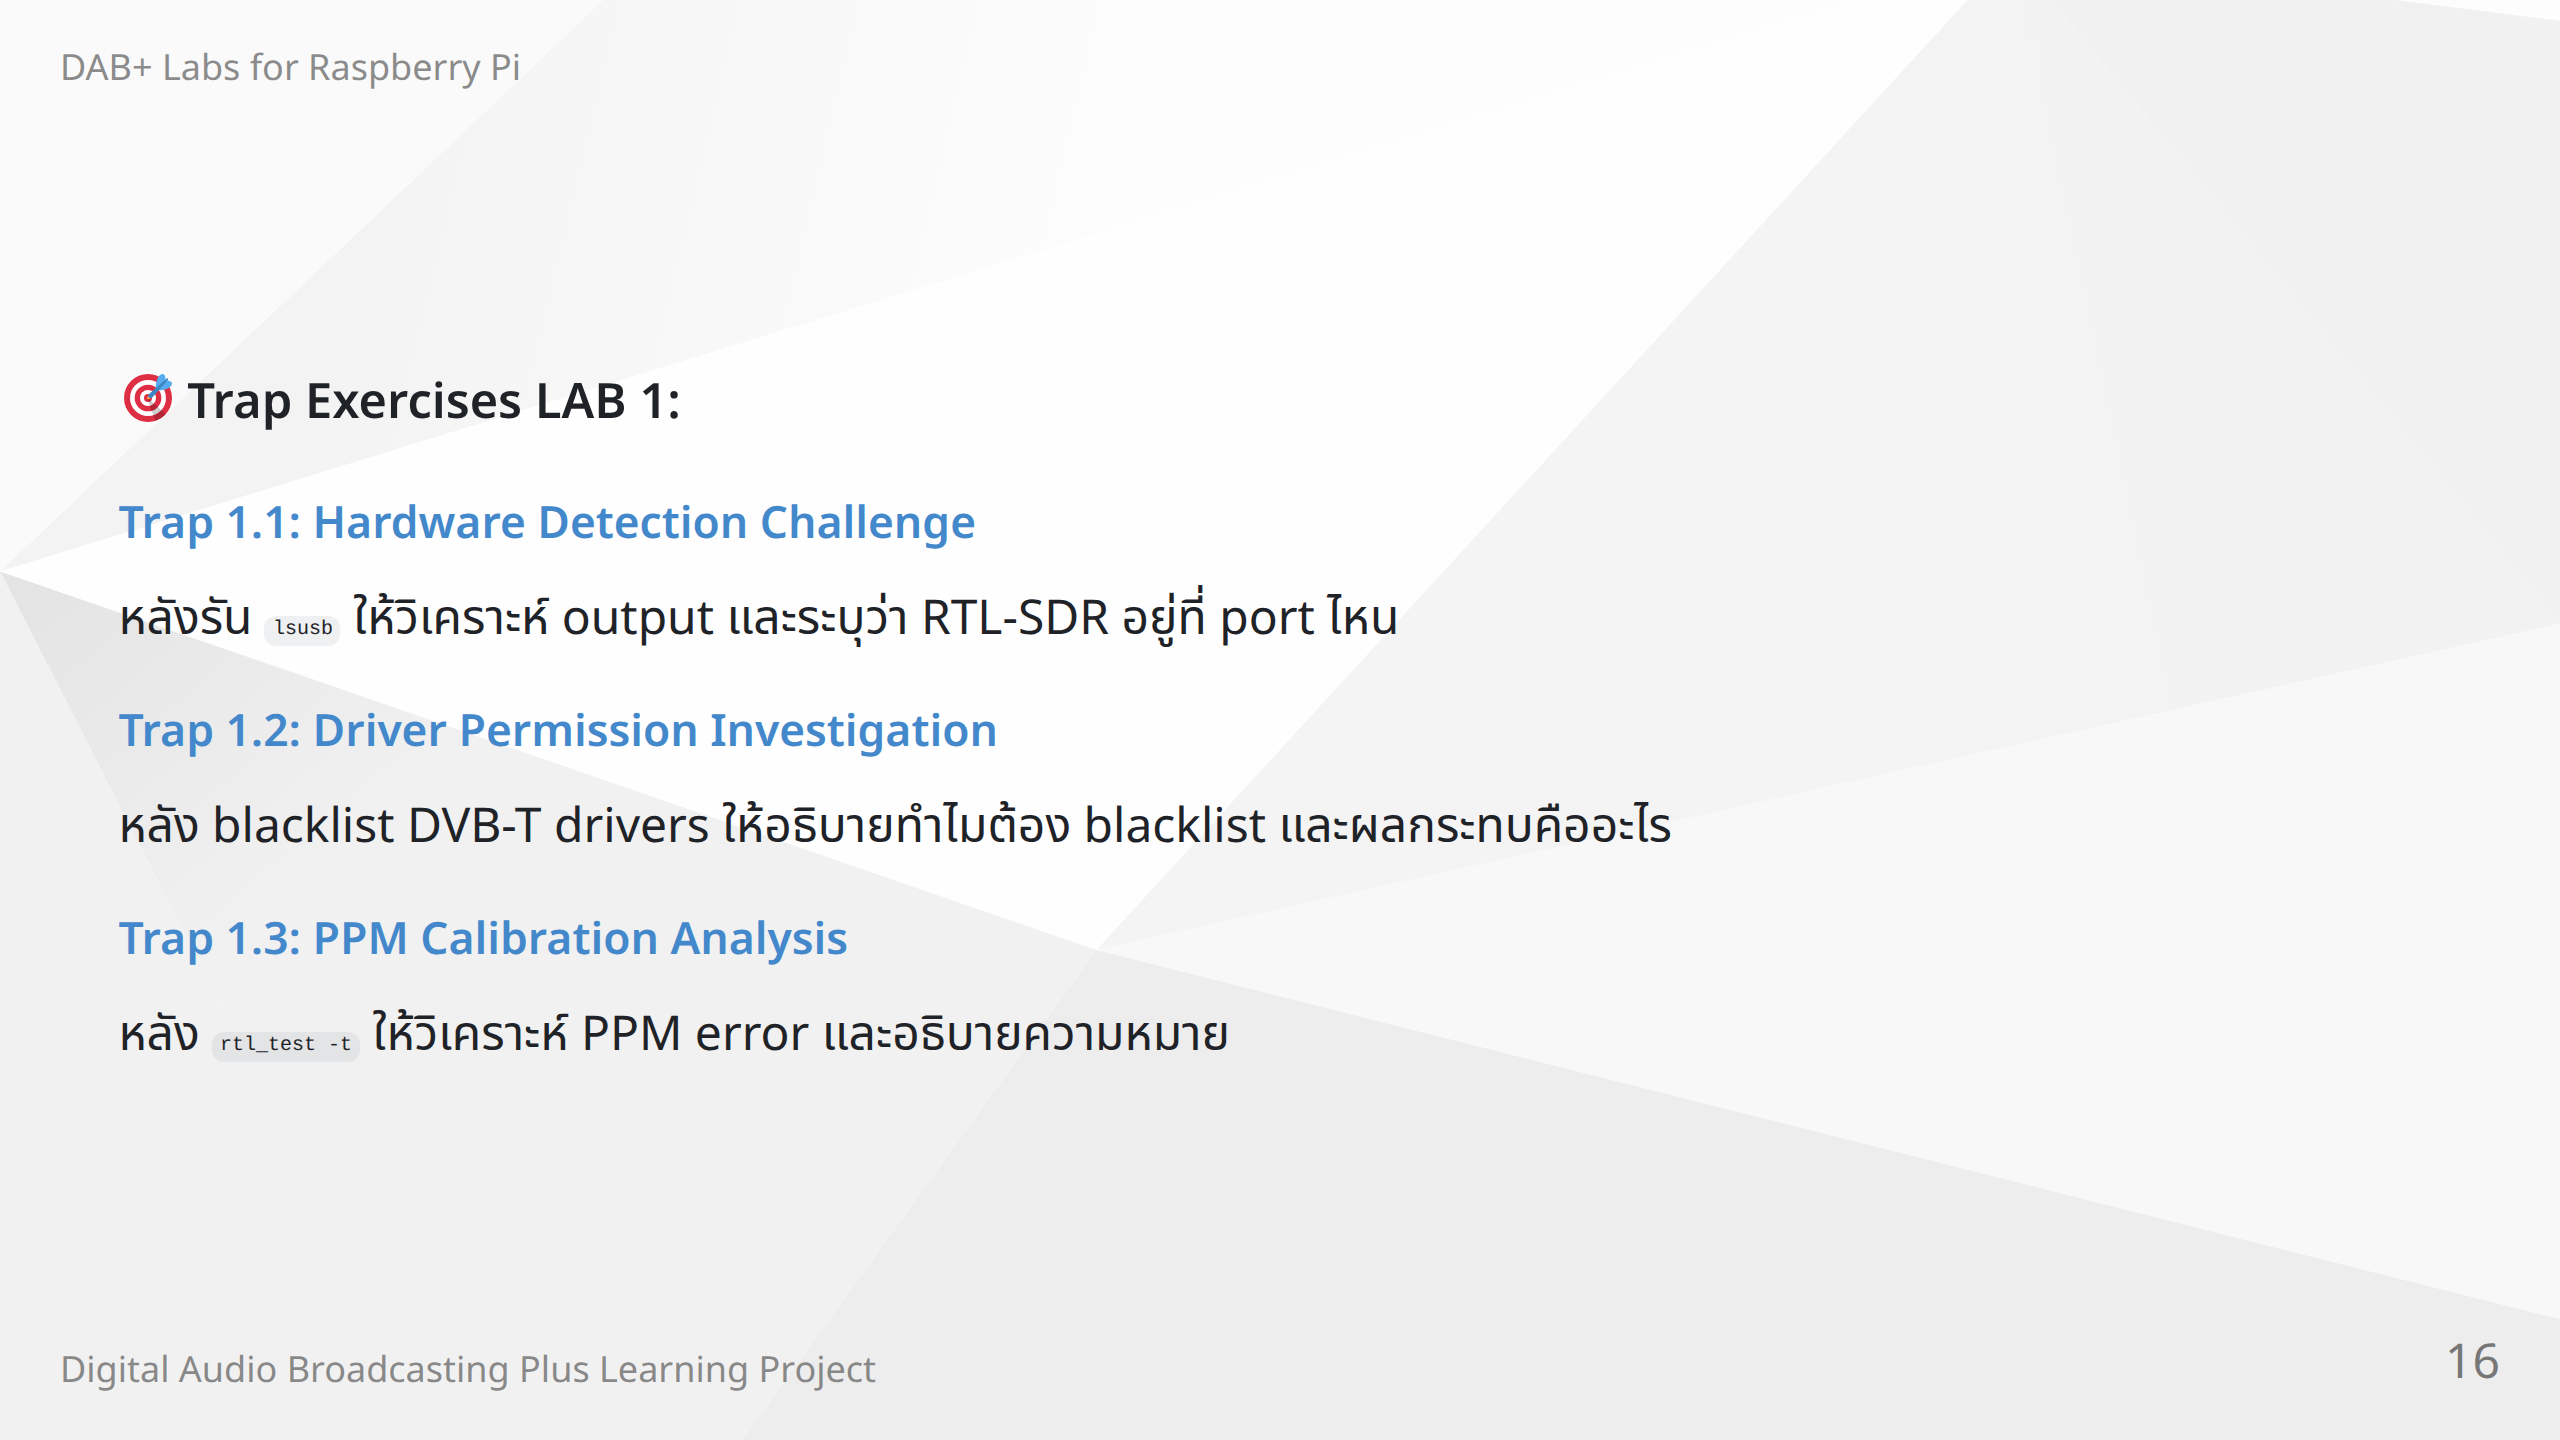 DAB+ Labs for Raspberry Pi
🎯 Trap Exercises LAB 1:
Trap 1.1: Hardware Detection Challenge
หลังรัน lsusb ให้วิเคราะห์ output และระบุว่า RTL-SDR อยู่ที่ port ไหน
Trap 1.2: Driver Permission Investigation
หลัง blacklist DVB-T drivers ให้อธิบายทำไมต้อง blacklist และผลกระทบคืออะไร
Trap 1.3: PPM Calibration Analysis
หลัง rtl_test -t ให้วิเคราะห์ PPM error และอธิบายความหมาย
Digital Audio Broadcasting Plus Learning Project
16